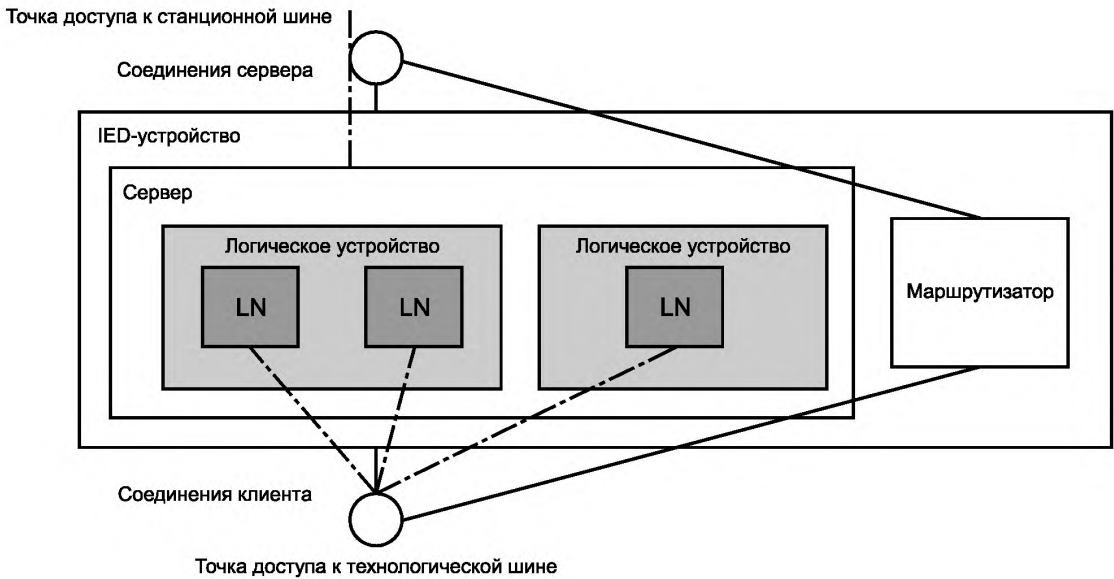 Точка доступа к станционной шине
Соединения сервера
IED-устройство
Сервер
Логическое устройство
LN
LN
Логическое устройство
LN
Маршрутизатор
Соединения клиента
Точка доступа к технологической шине